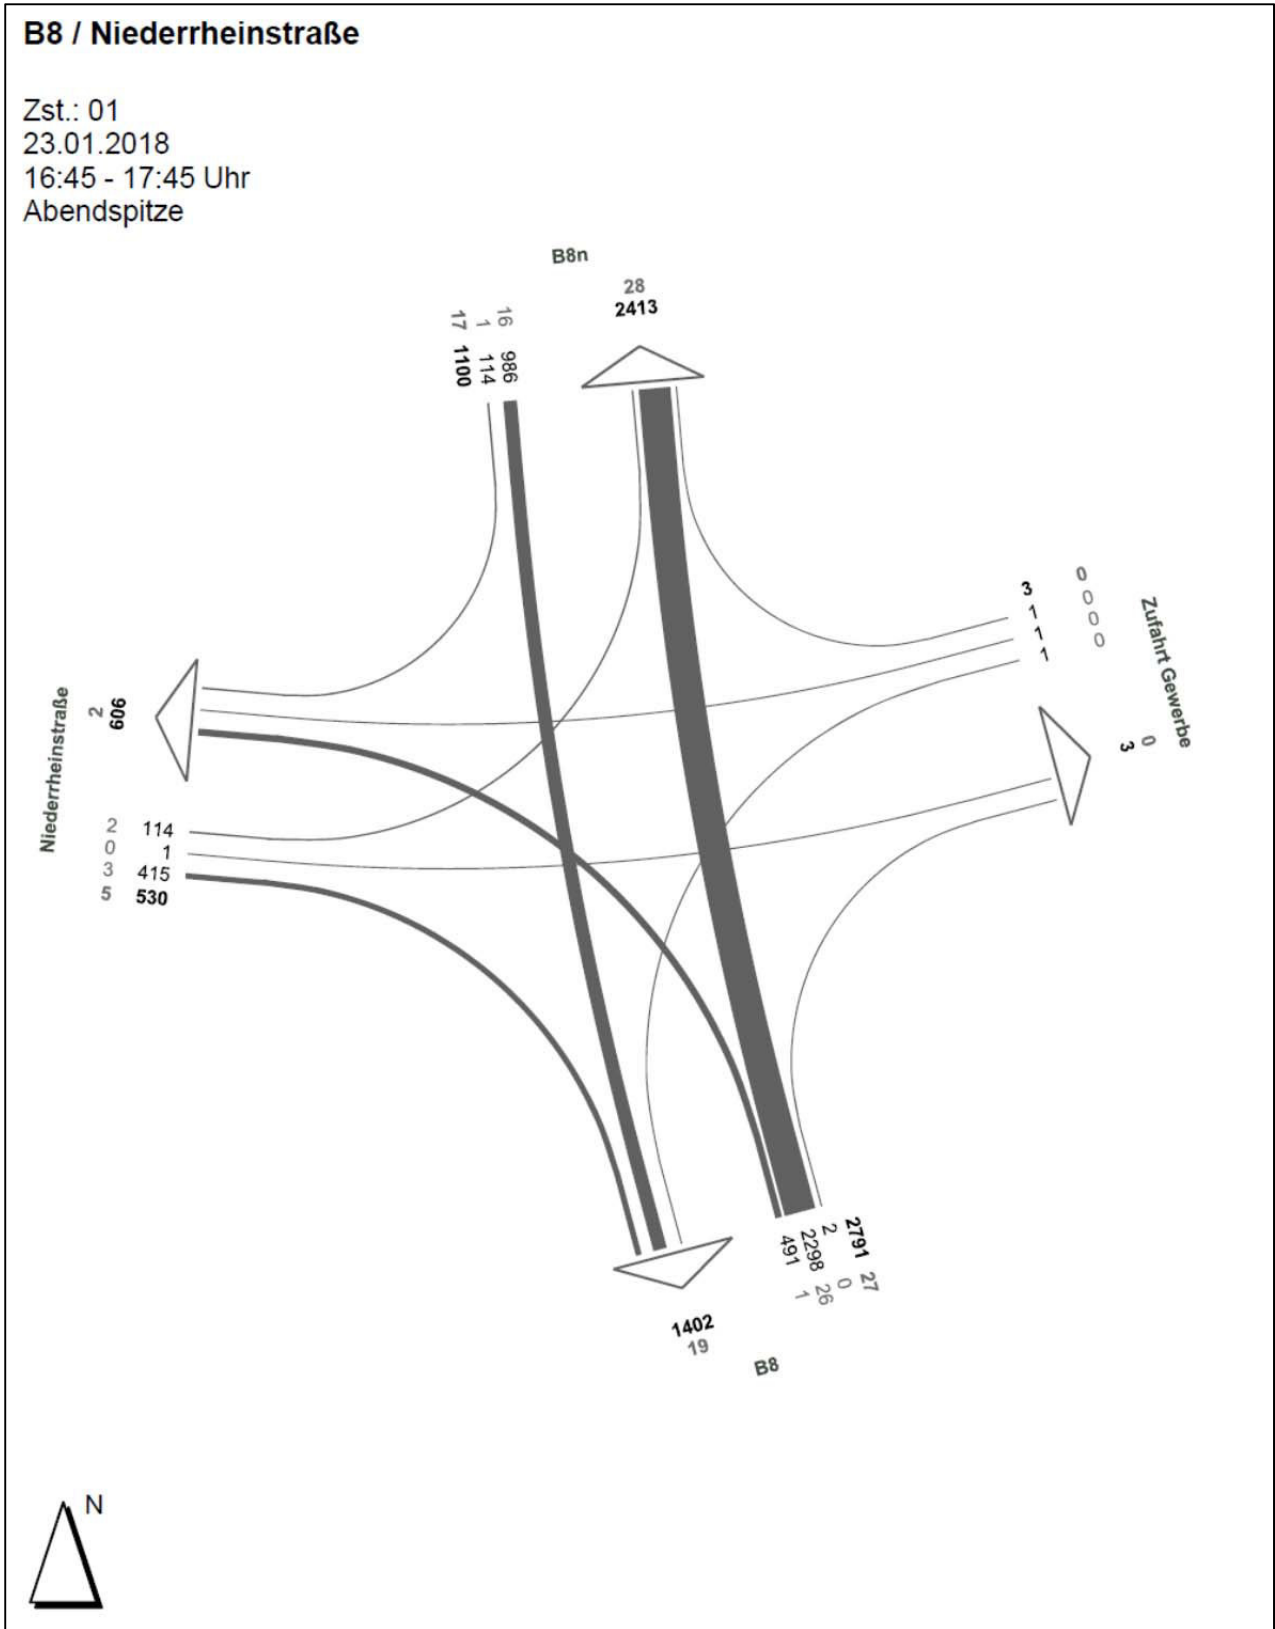 B8 / Niederrheinstraße
Zst.: 01
23.01.2018
16:45 - 17:45 Uhr
Abendspitze
B8n
28
2413
17 1 16
1100 114 986
3 0
1 0
1 0
1 0
Zufahrt Gewerbe
3 0
Niederrheinstraße
2 606
2 114
0 1
3 415
5 530
491 2298 2 2791
1 26 0 27
1402
19
B8
N